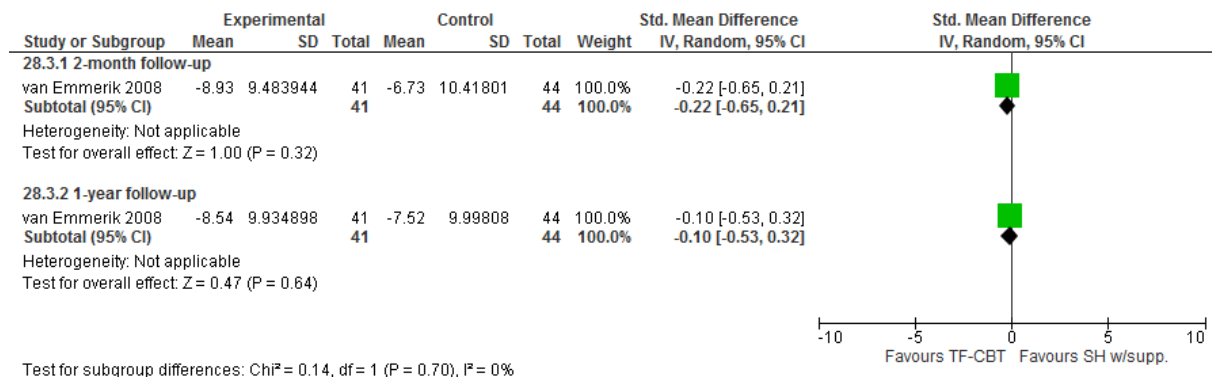 Experimental Control Std. Mean Difference Std. Mean Difference
Study or Subgroup Mean SD Total Mean SD Total Weight IV, Random, 95% CI IV, Random, 95% CI
28.3.1 2-month follow-up
van Emmerik 2008 -8.93 9.483944 41 -6.73 10.41801 44 100.0% -0.22 [-0.65, 0.21]
Subtotal (95% CI) 41 44 100.0% -0.22 [-0.65, 0.21]
Heterogeneity: Not applicable
Test for overall effect: Z = 1.00 (P = 0.32)
28.3.2 1-year follow-up
van Emmerik 2008 -8.54 9.934898 41 -7.52 9.99808 44 100.0% -0.10 [-0.53, 0.32]
Subtotal (95% CI) 41 44 100.0% -0.10 [-0.53, 0.32]
Heterogeneity: Not applicable
Test for overall effect: Z = 0.47 (P = 0.64)
-10 -5 0 5 10
Favours TF-CBT Favours SH w/supp.
Test for subgroup differences: Chi² = 0.14, df = 1 (P = 0.70), I² = 0%